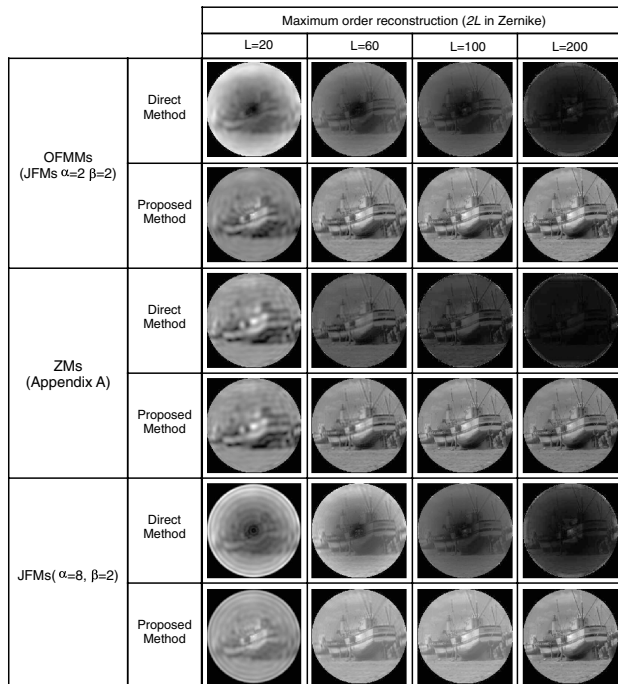 Maximum order reconstruction (2L in Zernike)
L=20 L=60 L=100 L=200
OFMMs
(JFMs α=2 β=2)
Direct
Method
Proposed
Method
ZMs
(Appendix A)
Direct
Method
Proposed
Method
JFMs( α=8, β=2)
Direct
Method
Proposed
Method